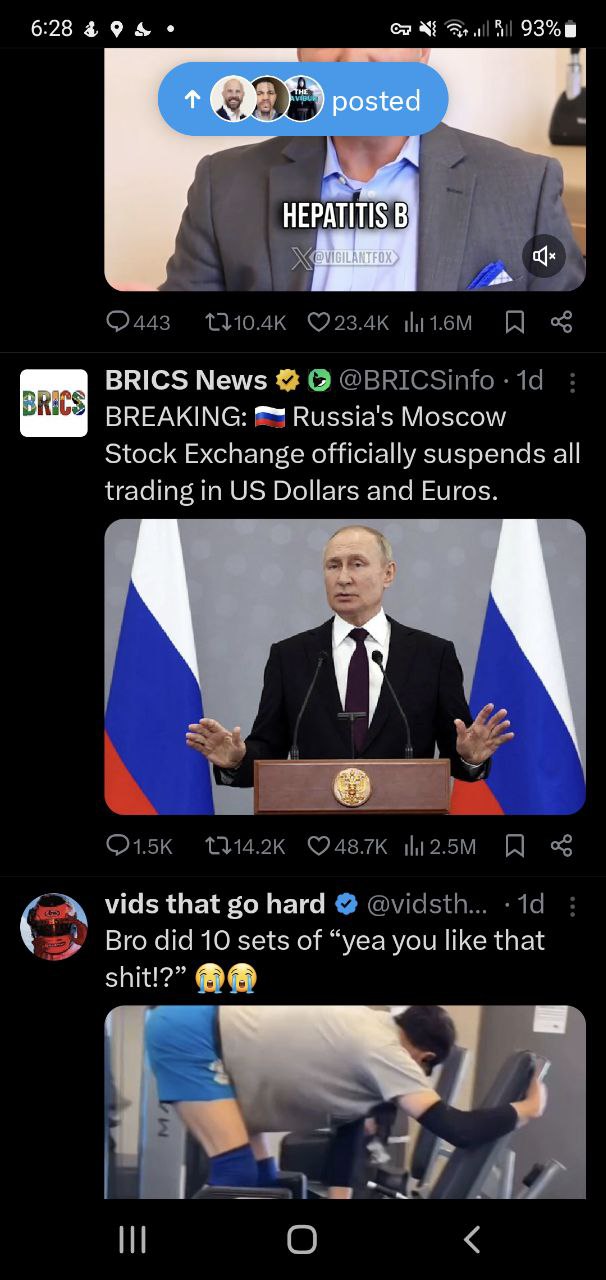 6:28
93%
THE
posted
HEPATITIS B
X@VIGILANTFOX
443 10.4K 23.4K 1.6M
BRICS
BRICS News @BRICSinfo · 1d
BREAKING: 🇷🇺 Russia's Moscow
Stock Exchange officially suspends all
trading in US Dollars and Euros.
1.5K 14.2K 48.7K 2.5M
vids that go hard @vidsth... · 1d
Bro did 10 sets of “yea you like that
shit!?” 😭😭
MA